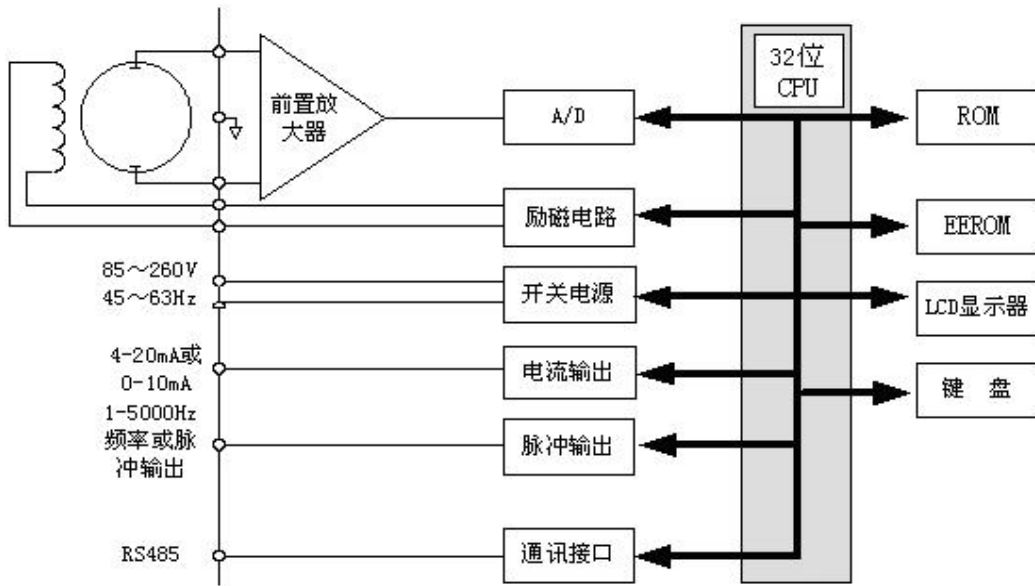 32位
CPU
前置放
大器
A/D
ROM
励磁电路
EEROM
85～260V
45～63Hz
开关电源
LCD显示器
4-20mA或
0-10mA
电流输出
键 盘
1-5000Hz
频率或脉
冲输出
脉冲输出
RS485
通讯接口